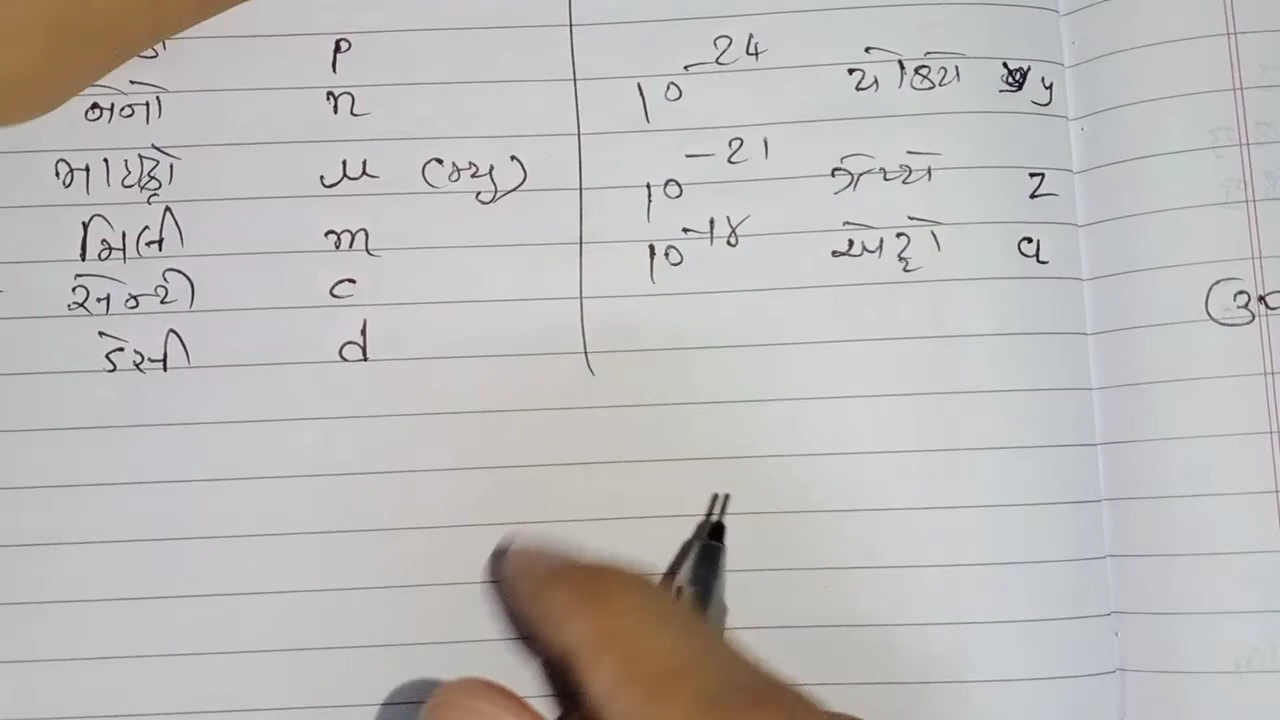 p
નેનો n
માઇક્રો μ (મ્યુ)
મિલી m
સેન્ટી c
ડેસી d
10^-24 યોક્ટો y
10^-21 ઝેપ્ટો z
10^-18 એટ્ટો a